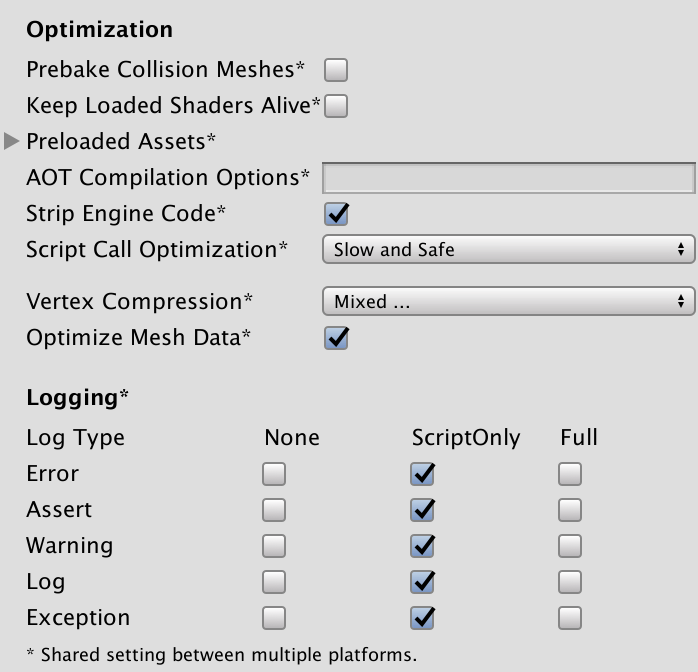 Optimization
Prebake Collision Meshes*
Keep Loaded Shaders Alive*
Preloaded Assets*
AOT Compilation Options*
Strip Engine Code*
Script Call Optimization* Slow and Safe
Vertex Compression* Mixed ...
Optimize Mesh Data*
Logging*
Log Type None ScriptOnly Full
Error
Assert
Warning
Log
Exception
* Shared setting between multiple platforms.